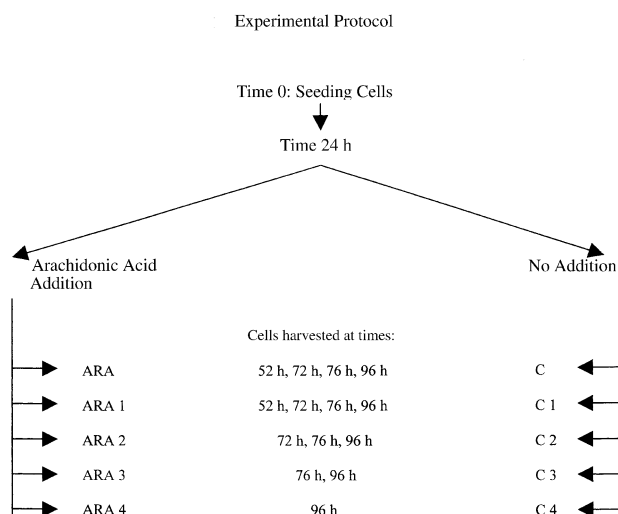 Experimental Protocol
Time 0: Seeding Cells
Time 24 h
Arachidonic Acid
Addition
No Addition
Cells harvested at times:
ARA 52 h, 72 h, 76 h, 96 h C
ARA 1 52 h, 72 h, 76 h, 96 h C 1
ARA 2 72 h, 76 h, 96 h C 2
ARA 3 76 h, 96 h C 3
ARA 4 96 h C 4